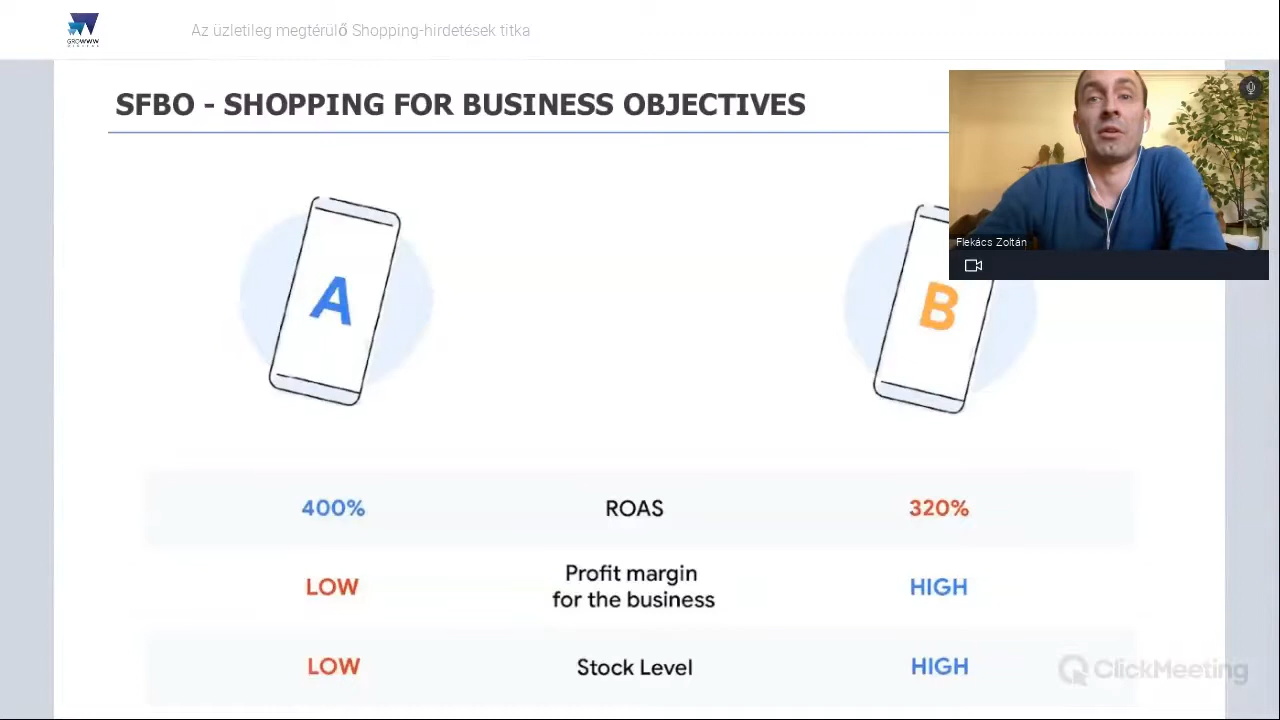 GROWWW
DIGITAL
Az üzletileg megtérülő Shopping-hirdetések titka
SFBO - SHOPPING FOR BUSINESS OBJECTIVES
Flekács Zoltán
A
B
400% ROAS 320%
LOW Profit margin for the business HIGH
LOW Stock Level HIGH
ClickMeeting